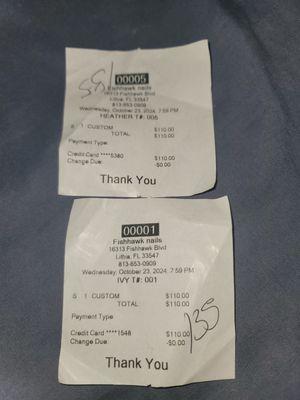 00005
Fishhawk nails
16313 Fishhawk Blvd
Lithia, FL 33547
813-653-0909
Wednesday, October 23, 2024, 7:59 PM
HEATHER T#: 005
S 1 CUSTOM $110.00
TOTAL $110.00
Payment Type:
Credit Card ****5380 $110.00
Change Due: -$0.00
Thank You
00001
Fishhawk nails
16313 Fishhawk Blvd
Lithia, FL 33547
813-653-0909
Wednesday, October 23, 2024, 7:59 PM
IVY T#: 001
S 1 CUSTOM $110.00
TOTAL $110.00
Payment Type
Credit Card ****1548 $110.00
Change Due: -$0.00
135
Thank You